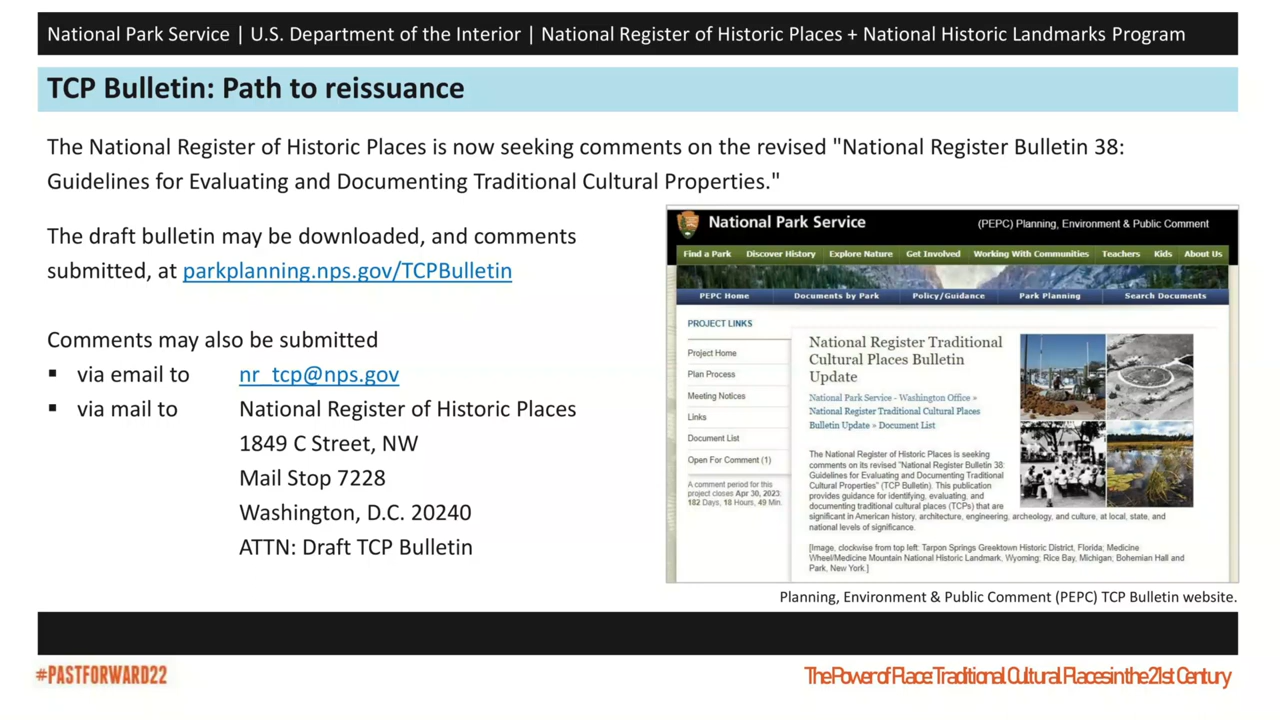 National Park Service | U.S. Department of the Interior | National Register of Historic Places + National Historic Landmarks Program
TCP Bulletin: Path to reissuance
The National Register of Historic Places is now seeking comments on the revised "National Register Bulletin 38:
Guidelines for Evaluating and Documenting Traditional Cultural Properties."
The draft bulletin may be downloaded, and comments
submitted, at parkplanning.nps.gov/TCPBulletin
Comments may also be submitted
▪ via email to nr_tcp@nps.gov
▪ via mail to National Register of Historic Places
1849 C Street, NW
Mail Stop 7228
Washington, D.C. 20240
ATTN: Draft TCP Bulletin
National Park Service (PEPC) Planning, Environment & Public Comment
Find a Park Discover History Explore Nature Get Involved Working With Communities Teachers Kids About Us
PEPC Home Documents by Park Policy/Guidance Park Planning Search Documents
PROJECT LINKS
Project Home
Plan Process
Meeting Notices
Links
Document List
Open For Comment (1)
A comment period for this
project closes Apr 30, 2023:
182 Days, 18 Hours, 49 Min.
National Register Traditional
Cultural Places Bulletin
Update
National Park Service - Washington Office »
National Register Traditional Cultural Places
Bulletin Update » Document List
The National Register of Historic Places is seeking
comments on its revised "National Register Bulletin 38:
Guidelines for Evaluating and Documenting Traditional
Cultural Properties" (TCP Bulletin). This publication
provides guidance for identifying, evaluating, and
documenting traditional cultural places (TCPs) that are
significant in American history, architecture, engineering, archeology, and culture, at local, state, and
national levels of significance.
[Image, clockwise from top left: Tarpon Springs Greektown Historic District, Florida; Medicine
Wheel/Medicine Mountain National Historic Landmark, Wyoming; Rice Bay, Michigan; Bohemian Hall and
Park, New York.]
Planning, Environment & Public Comment (PEPC) TCP Bulletin website.
#PASTFORWARD22
The Power of Place: Traditional Cultural Places in the 21st Century